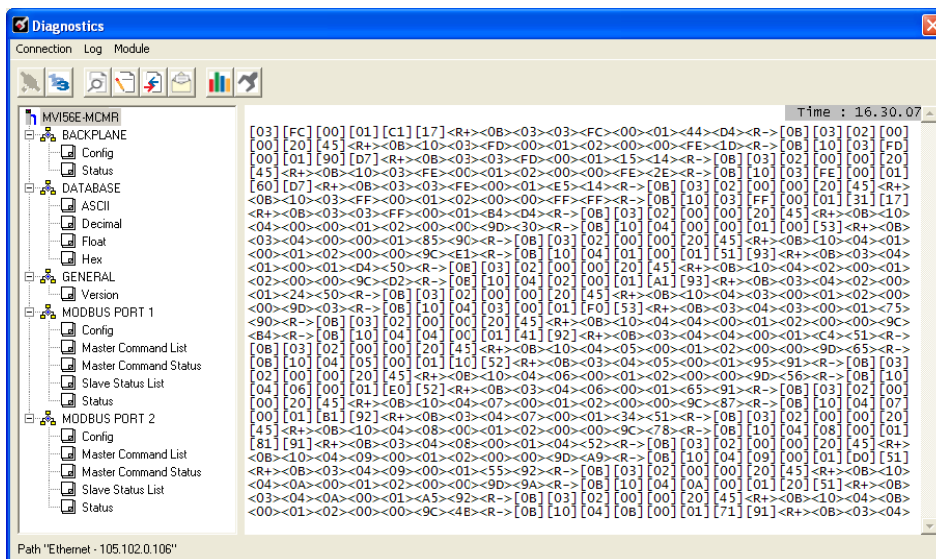 Diagnostics
Connection Log Module
MVI56E-MCMR
BACKPLANE
Config
Status
DATABASE
ASCII
Decimal
Float
Hex
GENERAL
Version
MODBUS PORT 1
Config
Master Command List
Master Command Status
Slave Status List
Status
MODBUS PORT 2
Config
Master Command List
Master Command Status
Slave Status List
Status
Time : 16.30.07
[03][FC][00][01][C1][17]<R+><0B><03><03><FC><00><01><44><D4><R->[0B][03][02][00]
[00][20][45]<R+><0B><10><03><FD><00><01><02><00><00><FE><1D><R->[0B][10][03][FD]
[00][01][90][D7]<R+><0B><03><03><FD><00><01><15><14><R->[0B][03][02][00][00][20]
[45]<R+><0B><10><03><FE><00><01><02><00><00><FE><2E><R->[0B][10][03][FE][00][01]
[60][D7]<R+><0B><03><03><FE><00><01><E5><14><R->[0B][03][02][00][00][20][45]<R+>
<0B><10><03><FF><00><01><02><00><00><FF><FF><R->[0B][10][03][FF][00][01][31][17]
<R+><0B><03><03><FF><00><01><B4><D4><R->[0B][03][02][00][00][20][45]<R+><0B><10>
<04><00><00><01><02><00><00><9D><30><R->[0B][10][04][00][00][01][00][53]<R+><0B>
<03><04><00><00><01><85><90><R->[0B][03][02][00][00][20][45]<R+><0B><10><04><01>
<00><01><02><00><00><9C><E1><R->[0B][10][04][01][00][01][51][93]<R+><0B><03><04>
<01><00><01><D4><50><R->[0B][03][02][00][00][20][45]<R+><0B><10><04><02><00><01>
<02><00><00><9C><D2><R->[0B][10][04][02][00][01][A1][93]<R+><0B><03><04><02><00>
<01><24><50><R->[0B][03][02][00][00][20][45]<R+><0B><10><04><03><00><01><02><00>
<00><9D><03><R->[0B][10][04][03][00][01][F0][53]<R+><0B><03><04><03><00><01><75>
<90><R->[0B][03][02][00][00][20][45]<R+><0B><10><04><04><00><01><02><00><00><9C>
<B4><R->[0B][10][04][04][00][01][41][92]<R+><0B><03><04><04><00><01><C4><51><R->
[0B][03][02][00][00][20][45]<R+><0B><10><04><05><00><01><02><00><00><9D><65><R->
[0B][10][04][05][00][01][10][52]<R+><0B><03><04><05><00><01><95><91><R->[0B][03]
[02][00][00][20][45]<R+><0B><10><04><06><00><01><02><00><00><9D><56><R->[0B][10]
[04][06][00][01][E0][52]<R+><0B><03><04><06><00><01><65><91><R->[0B][03][02][00]
[00][20][45]<R+><0B><10><04><07><00><01><02><00><00><9C><87><R->[0B][10][04][07]
[00][01][B1][92]<R+><0B><03><04><07><00><01><34><51><R->[0B][03][02][00][00][20]
[45]<R+><0B><10><04><08><00><01><02><00><00><9C><78><R->[0B][10][04][08][00][01]
[81][91]<R+><0B><03><04><08><00><01><04><52><R->[0B][03][02][00][00][20][45]<R+>
<0B><10><04><09><00><01><02><00><00><9D><A9><R->[0B][10][04][09][00][01][D0][51]
<R+><0B><03><04><09><00><01><55><92><R->[0B][03][02][00][00][20][45]<R+><0B><10>
<04><0A><00><01><02><00><00><9D><9A><R->[0B][10][04][0A][00][01][20][51]<R+><0B>
<03><04><0A><00><01><A5><92><R->[0B][03][02][00][00][20][45]<R+><0B><10><04><0B>
<00><01><02><00><00><9C><4B><R->[0B][10][04][0B][00][01][71][91]<R+><0B><03><04>
Path "Ethernet - 105.102.0.106"